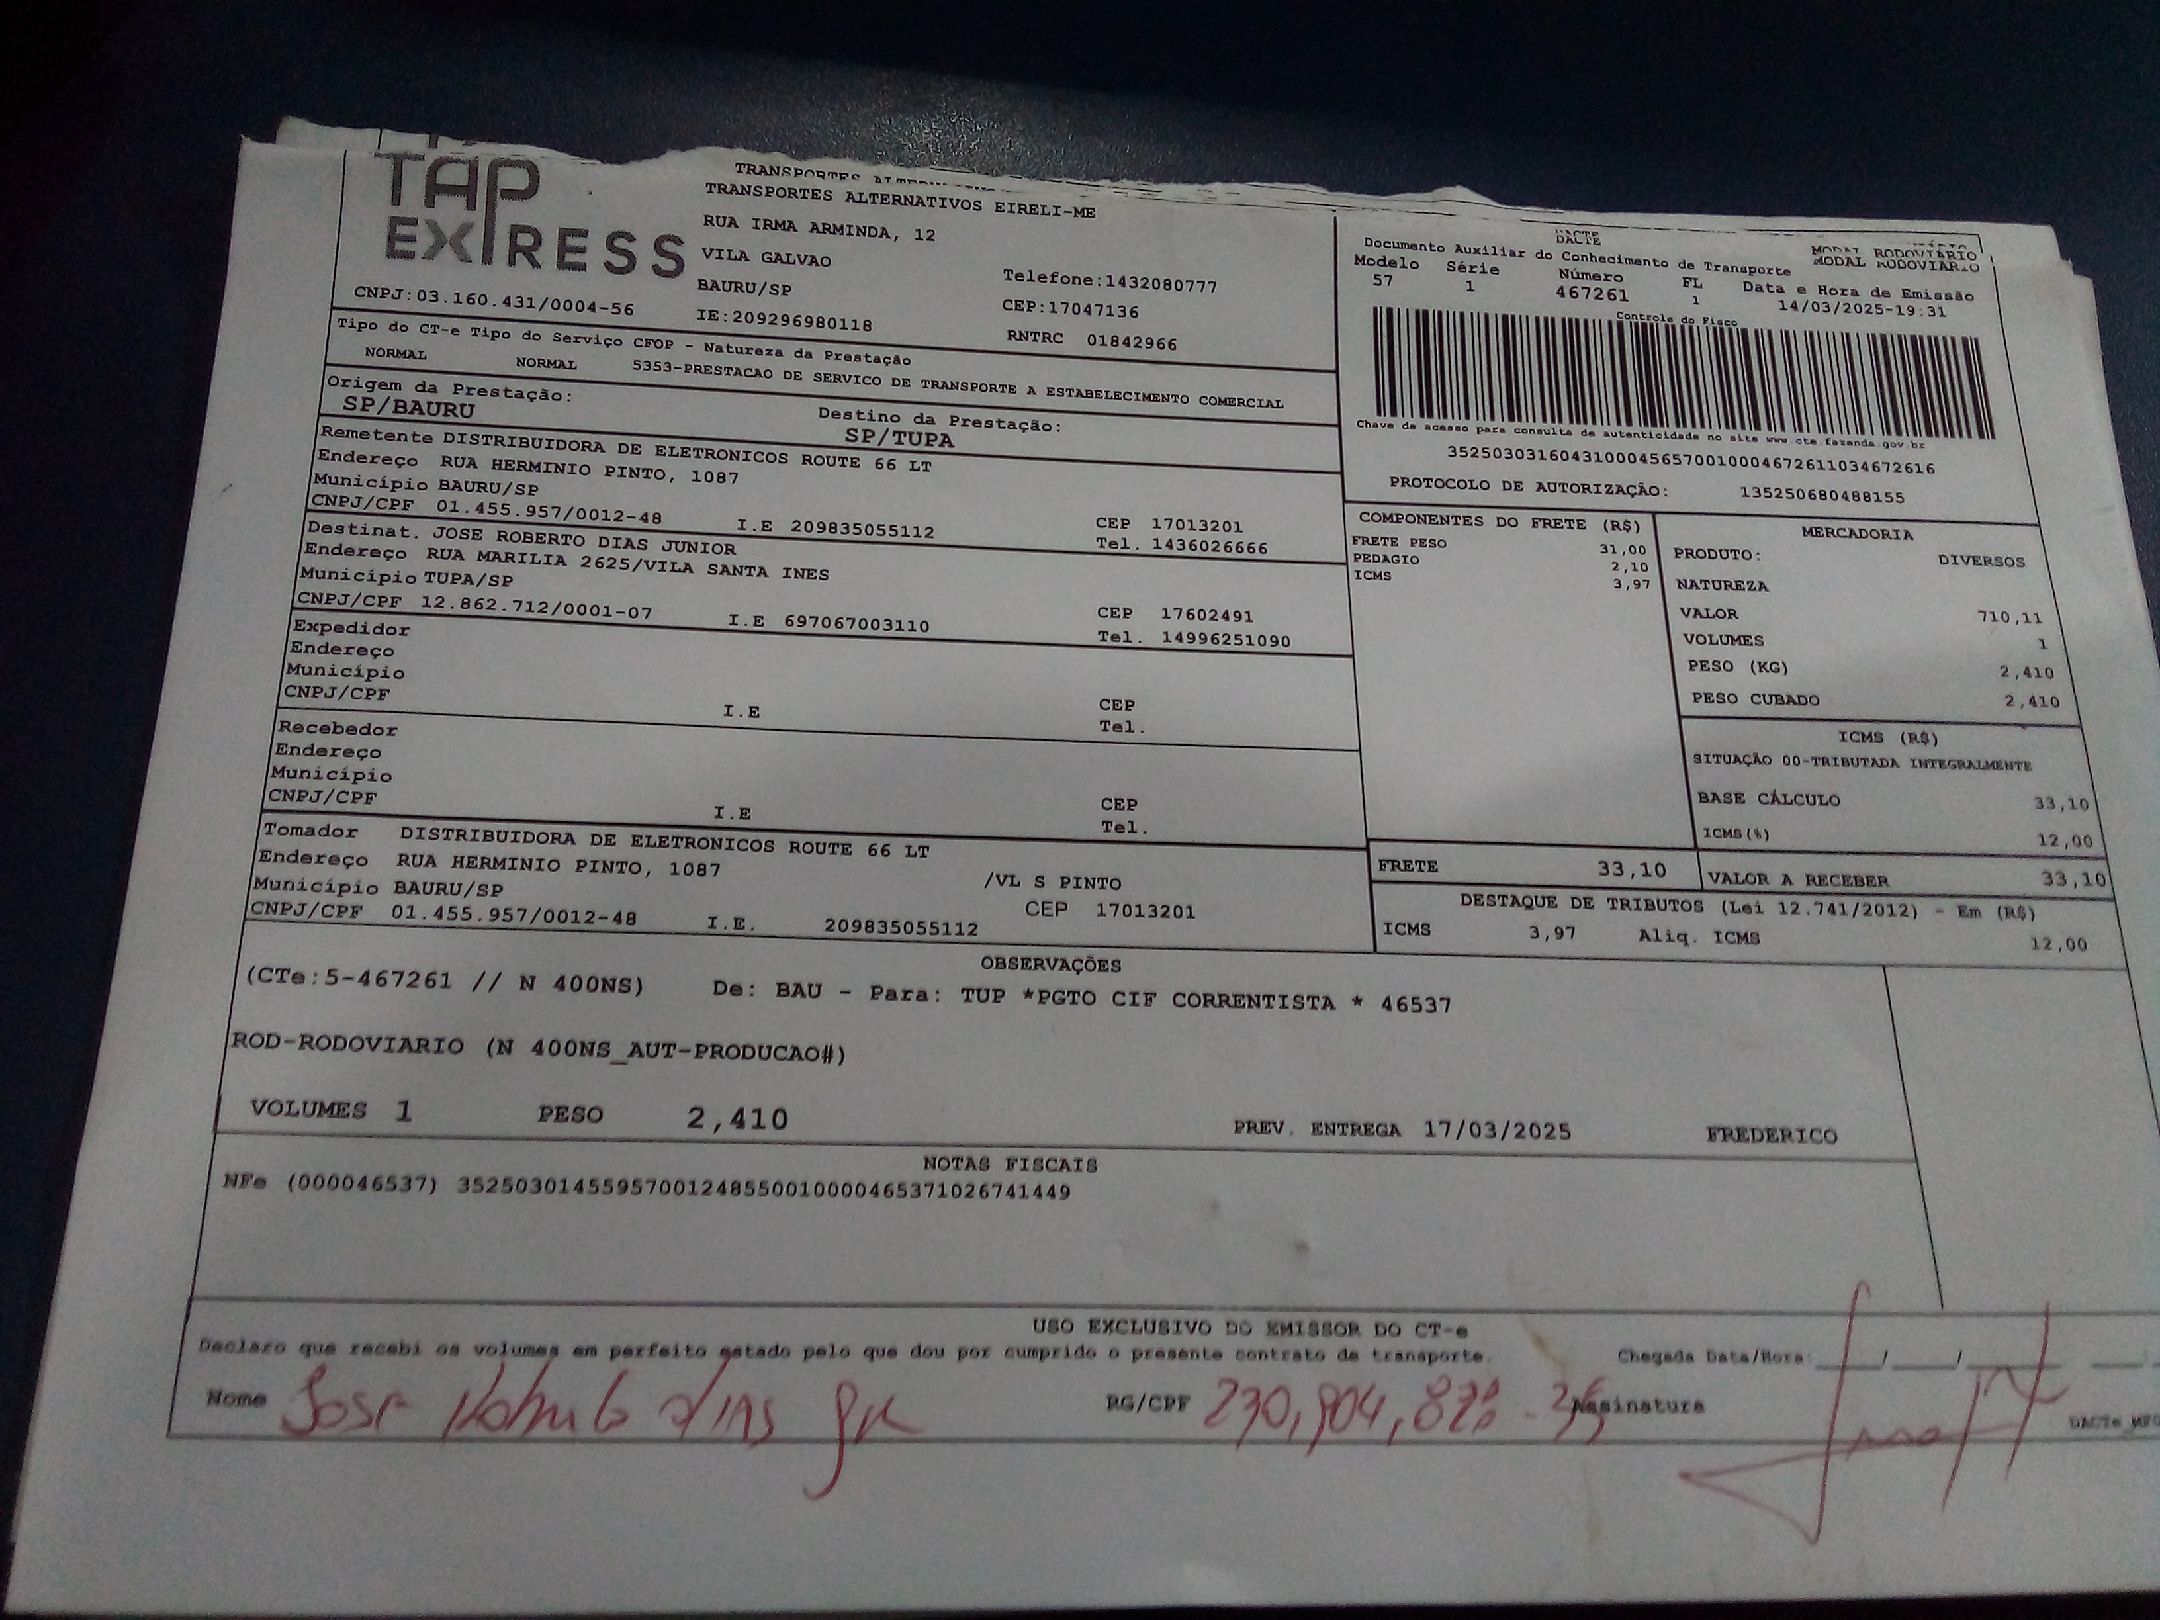 TAP
EXPRESS
TRANSPORTES ALTERNATIVOS EIRELI-ME
RUA IRMA ARMINDA, 12
VILA GALVAO
BAURU/SP
Telefone:1432080777
CNPJ:03.160.431/0004-56
IE:209296980118
CEP:17047136
RNTRC 01842966
DACTE
MODAL RODOVIÁRIO
Documento Auxiliar do Conhecimento de Transporte
Modelo Série Número FL Data e Hora de Emissão
57 1 467261 1 14/03/2025-19:31
Controle do Fisco
Chave de acesso para consulta de autenticidade no site www.cte.fazenda.gov.br
35250303160431000456570010004672611034672616
PROTOCOLO DE AUTORIZAÇÃO: 135250680488155
Tipo do CT-e Tipo do Serviço CFOP - Natureza da Prestação
NORMAL NORMAL 5353-PRESTACAO DE SERVICO DE TRANSPORTE A ESTABELECIMENTO COMERCIAL
Origem da Prestação: Destino da Prestação:
SP/BAURU SP/TUPA
Remetente DISTRIBUIDORA DE ELETRONICOS ROUTE 66 LT
Endereço RUA HERMINIO PINTO, 1087
Município BAURU/SP CEP 17013201
CNPJ/CPF 01.455.957/0012-48 I.E 209835055112 Tel. 1436026666
Destinat. JOSE ROBERTO DIAS JUNIOR
Endereço RUA MARILIA 2625/VILA SANTA INES
Município TUPA/SP CEP 17602491
CNPJ/CPF 12.862.712/0001-07 I.E 697067003110 Tel. 14996251090
Expedidor
Endereço
Município CEP
CNPJ/CPF I.E Tel.
Recebedor
Endereço
Município CEP
CNPJ/CPF I.E Tel.
Tomador DISTRIBUIDORA DE ELETRONICOS ROUTE 66 LT
Endereço RUA HERMINIO PINTO, 1087 /VL S PINTO
Município BAURU/SP CEP 17013201
CNPJ/CPF 01.455.957/0012-48 I.E. 209835055112
COMPONENTES DO FRETE (R$)
FRETE PESO 31,00
PEDAGIO 2,10
ICMS 3,97
MERCADORIA
PRODUTO: DIVERSOS
NATUREZA
VALOR 710,11
VOLUMES 1
PESO (KG) 2,410
PESO CUBADO 2,410
ICMS (R$)
SITUAÇÃO 00-TRIBUTADA INTEGRALMENTE
BASE CÁLCULO 33,10
ICMS(%) 12,00
FRETE 33,10 VALOR A RECEBER 33,10
DESTAQUE DE TRIBUTOS (Lei 12.741/2012) - Em (R$)
ICMS 3,97 Aliq. ICMS 12,00
OBSERVAÇÕES
(CTe:5-467261 // N 400NS) De: BAU - Para: TUP *PGTO CIF CORRENTISTA * 46537
ROD-RODOVIARIO (N 400NS_AUT-PRODUCAO#)
VOLUMES 1 PESO 2,410 PREV. ENTREGA 17/03/2025 FREDERICO
NOTAS FISCAIS
NFe (000046537) 35250301455957001248550010000465371026741449
USO EXCLUSIVO DO EMISSOR DO CT-e
Declaro que recebi os volumes em perfeito estado pelo que dou por cumprido o presente contrato de transporte. Chegada Data/Hora: ___/___/___
Nome Jose Roberto dias RG/CPF Assinatura